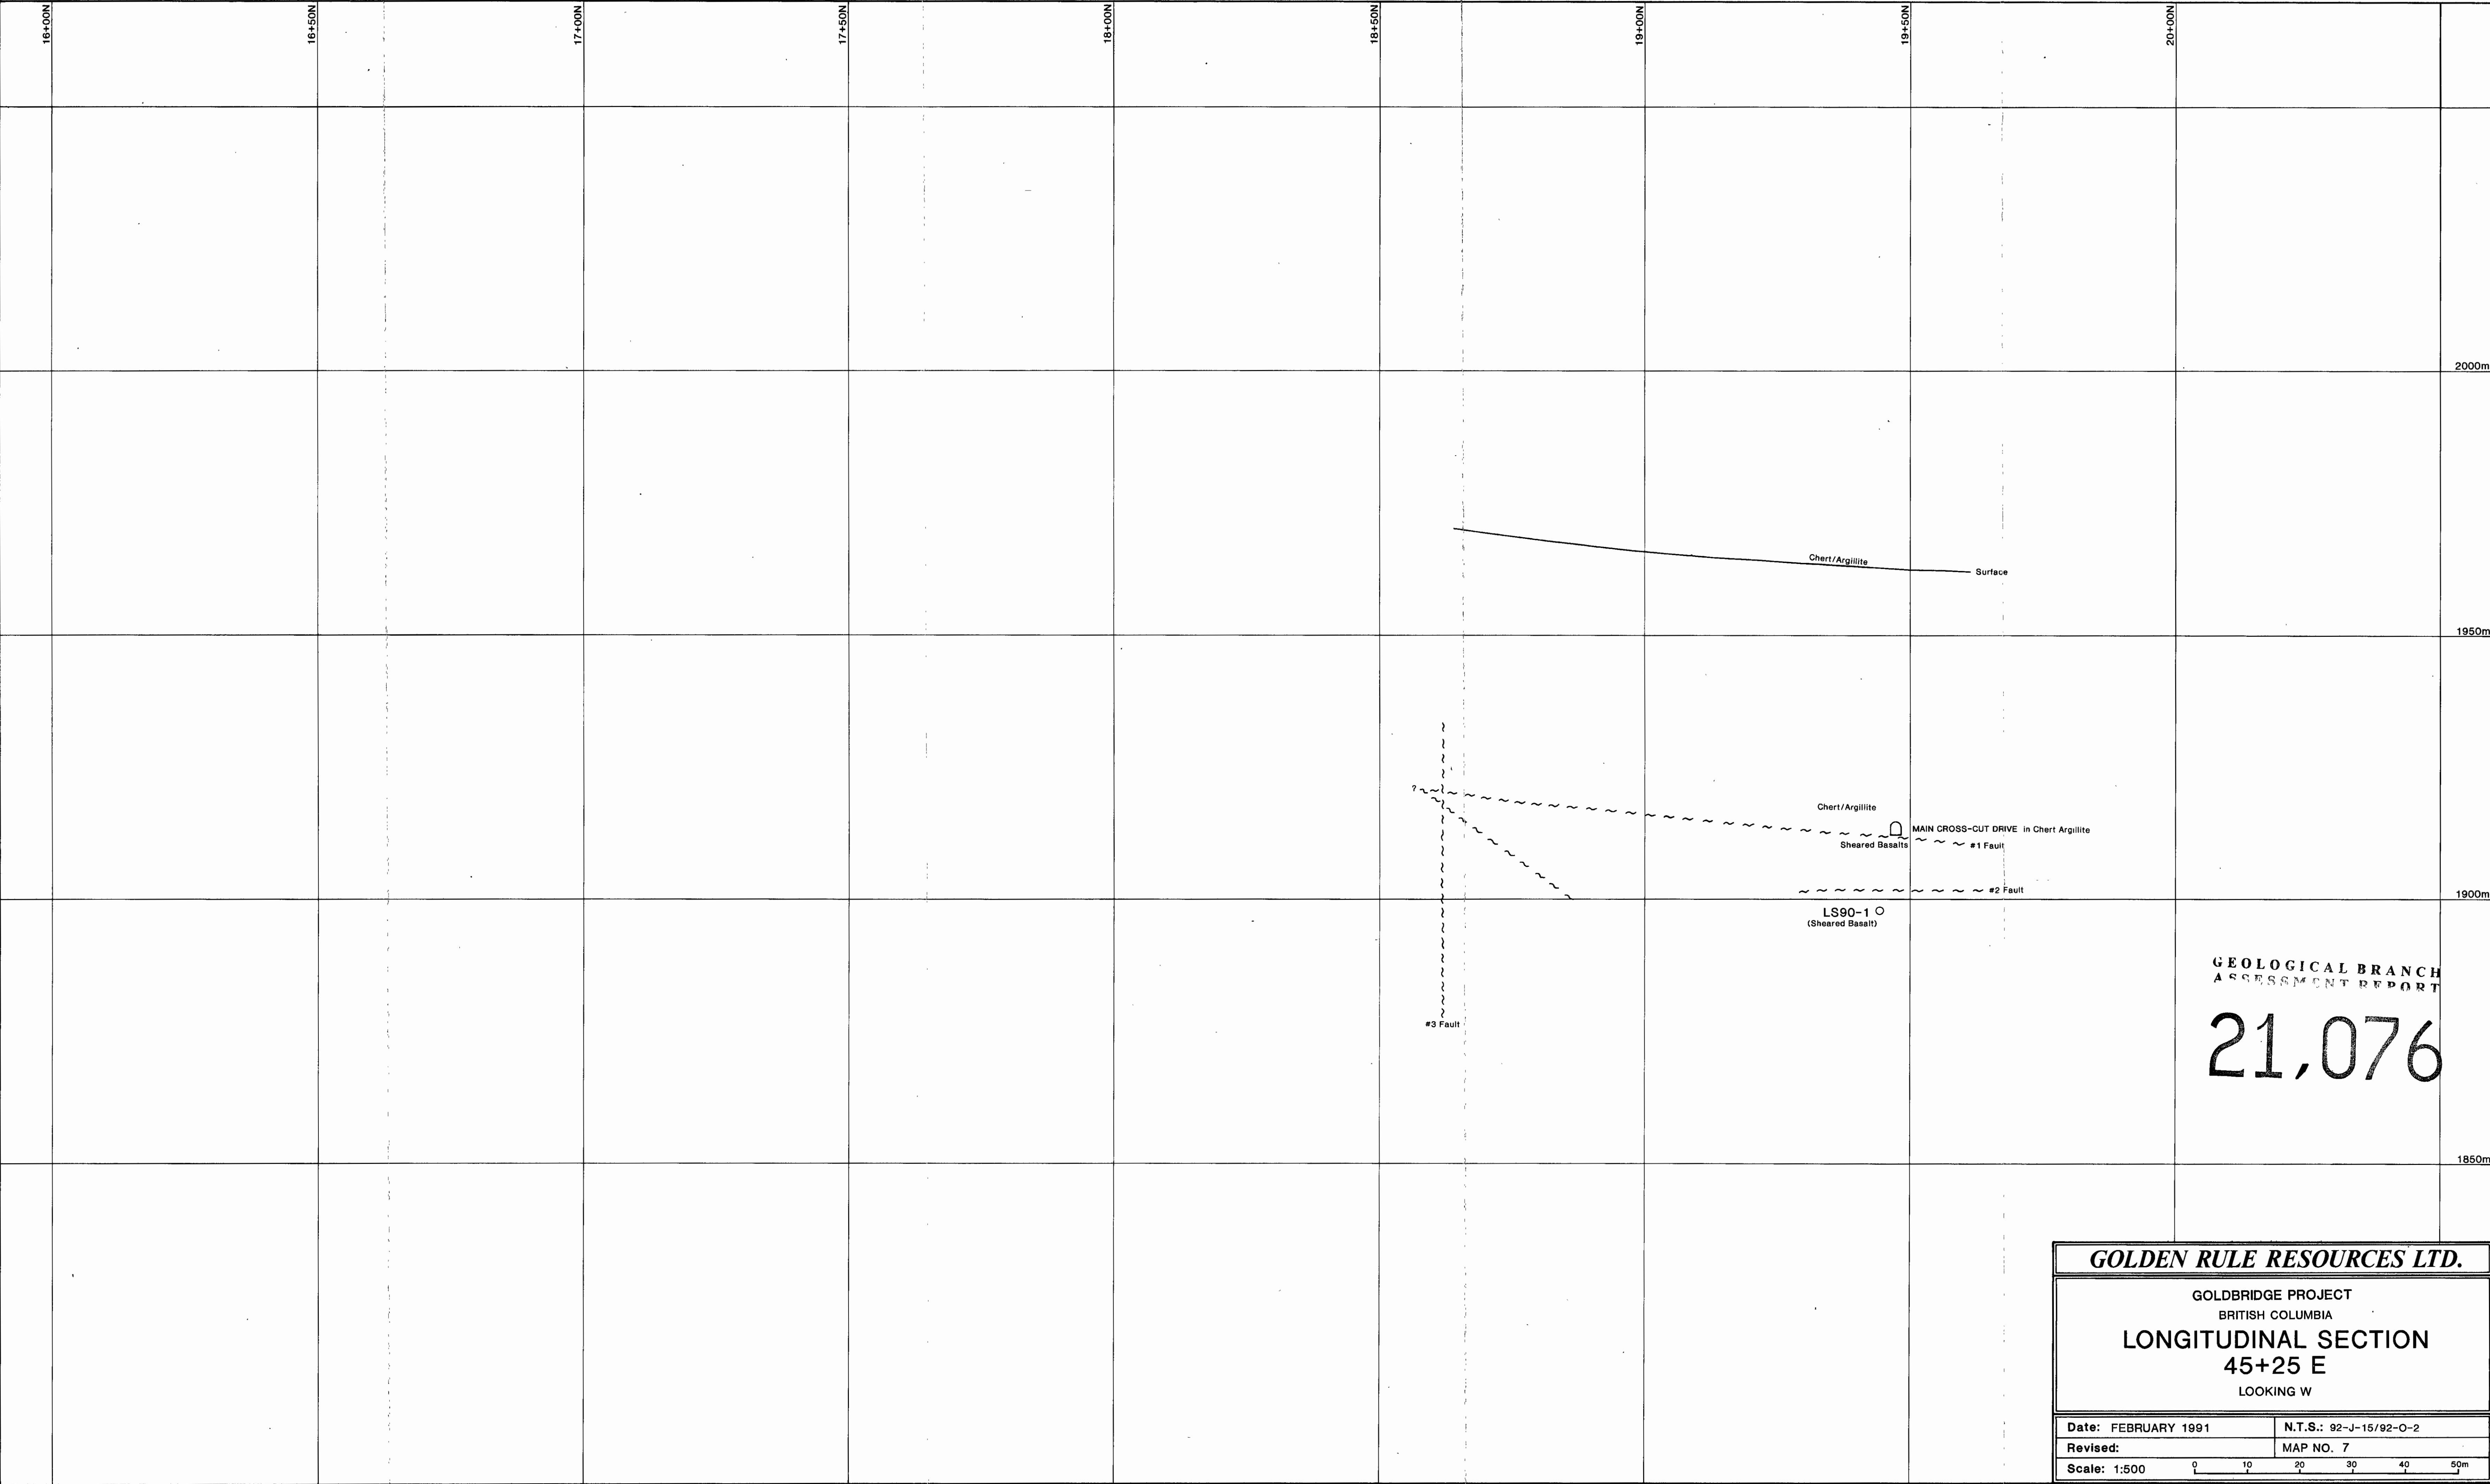 16+00N
16+50N
17+00N
17+50N
18+00N
18+50N
19+00N
19+50N
20+00N
2000m
Chert/Argillite
Surface
1950m
?
Chert/Argillite
MAIN CROSS-CUT DRIVE in Chert Argillite
Sheared Basalts
#1 Fault
#2 Fault
1900m
LS90-1
(Sheared Basalt)
#3 Fault
GEOLOGICAL BRANCH
ASSESSMENT REPORT
21,076
1850m
GOLDEN RULE RESOURCES LTD.
GOLDBRIDGE PROJECT
BRITISH COLUMBIA
LONGITUDINAL SECTION
45+25 E
LOOKING W
Date: FEBRUARY 1991
N.T.S.: 92-J-15/92-O-2
Revised:
MAP NO. 7
Scale: 1:500
0 10 20 30 40 50m